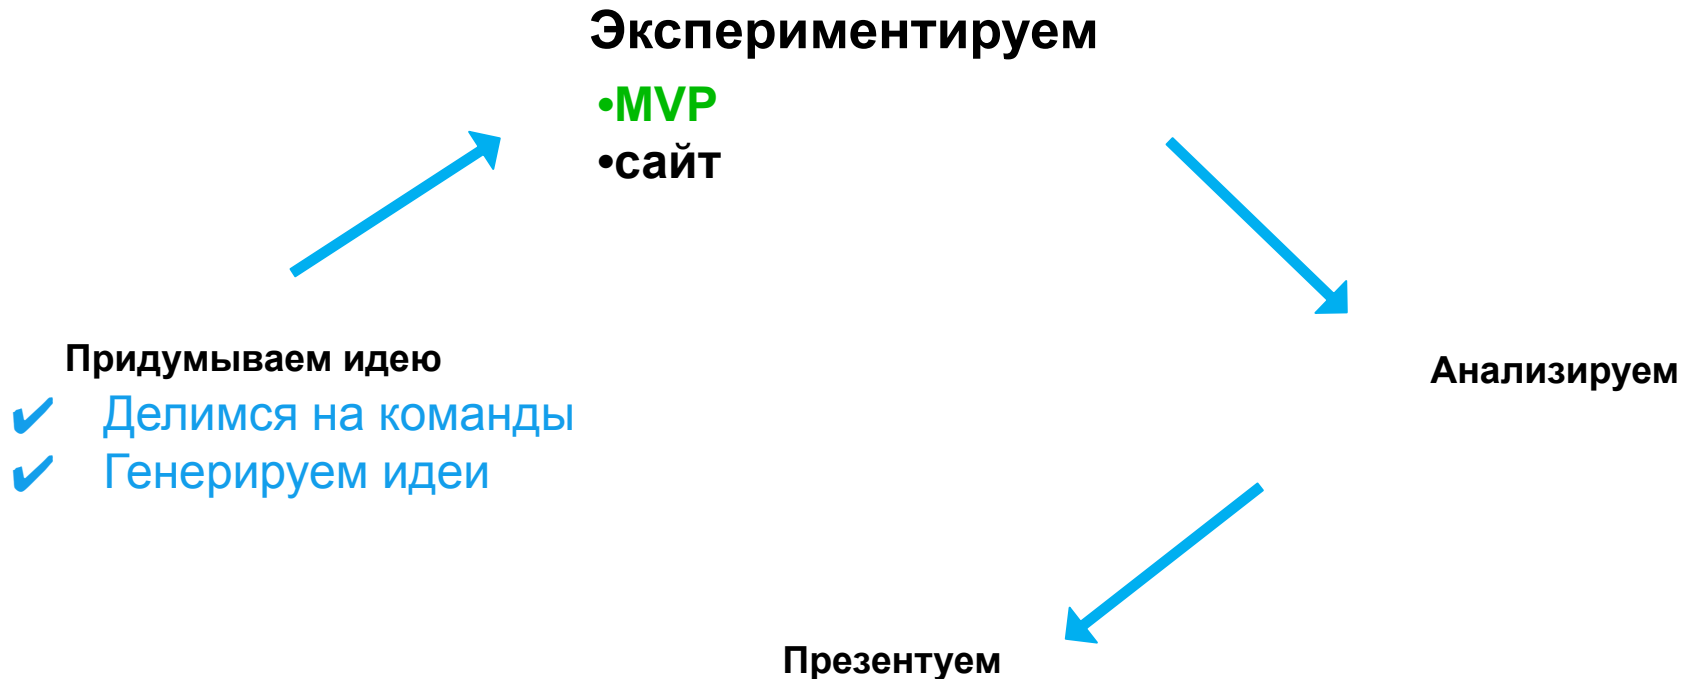 Экспериментируем
•MVP
•сайт
Придумываем идею
✔ Делимся на команды
✔ Генерируем идеи
Анализируем
Презентуем